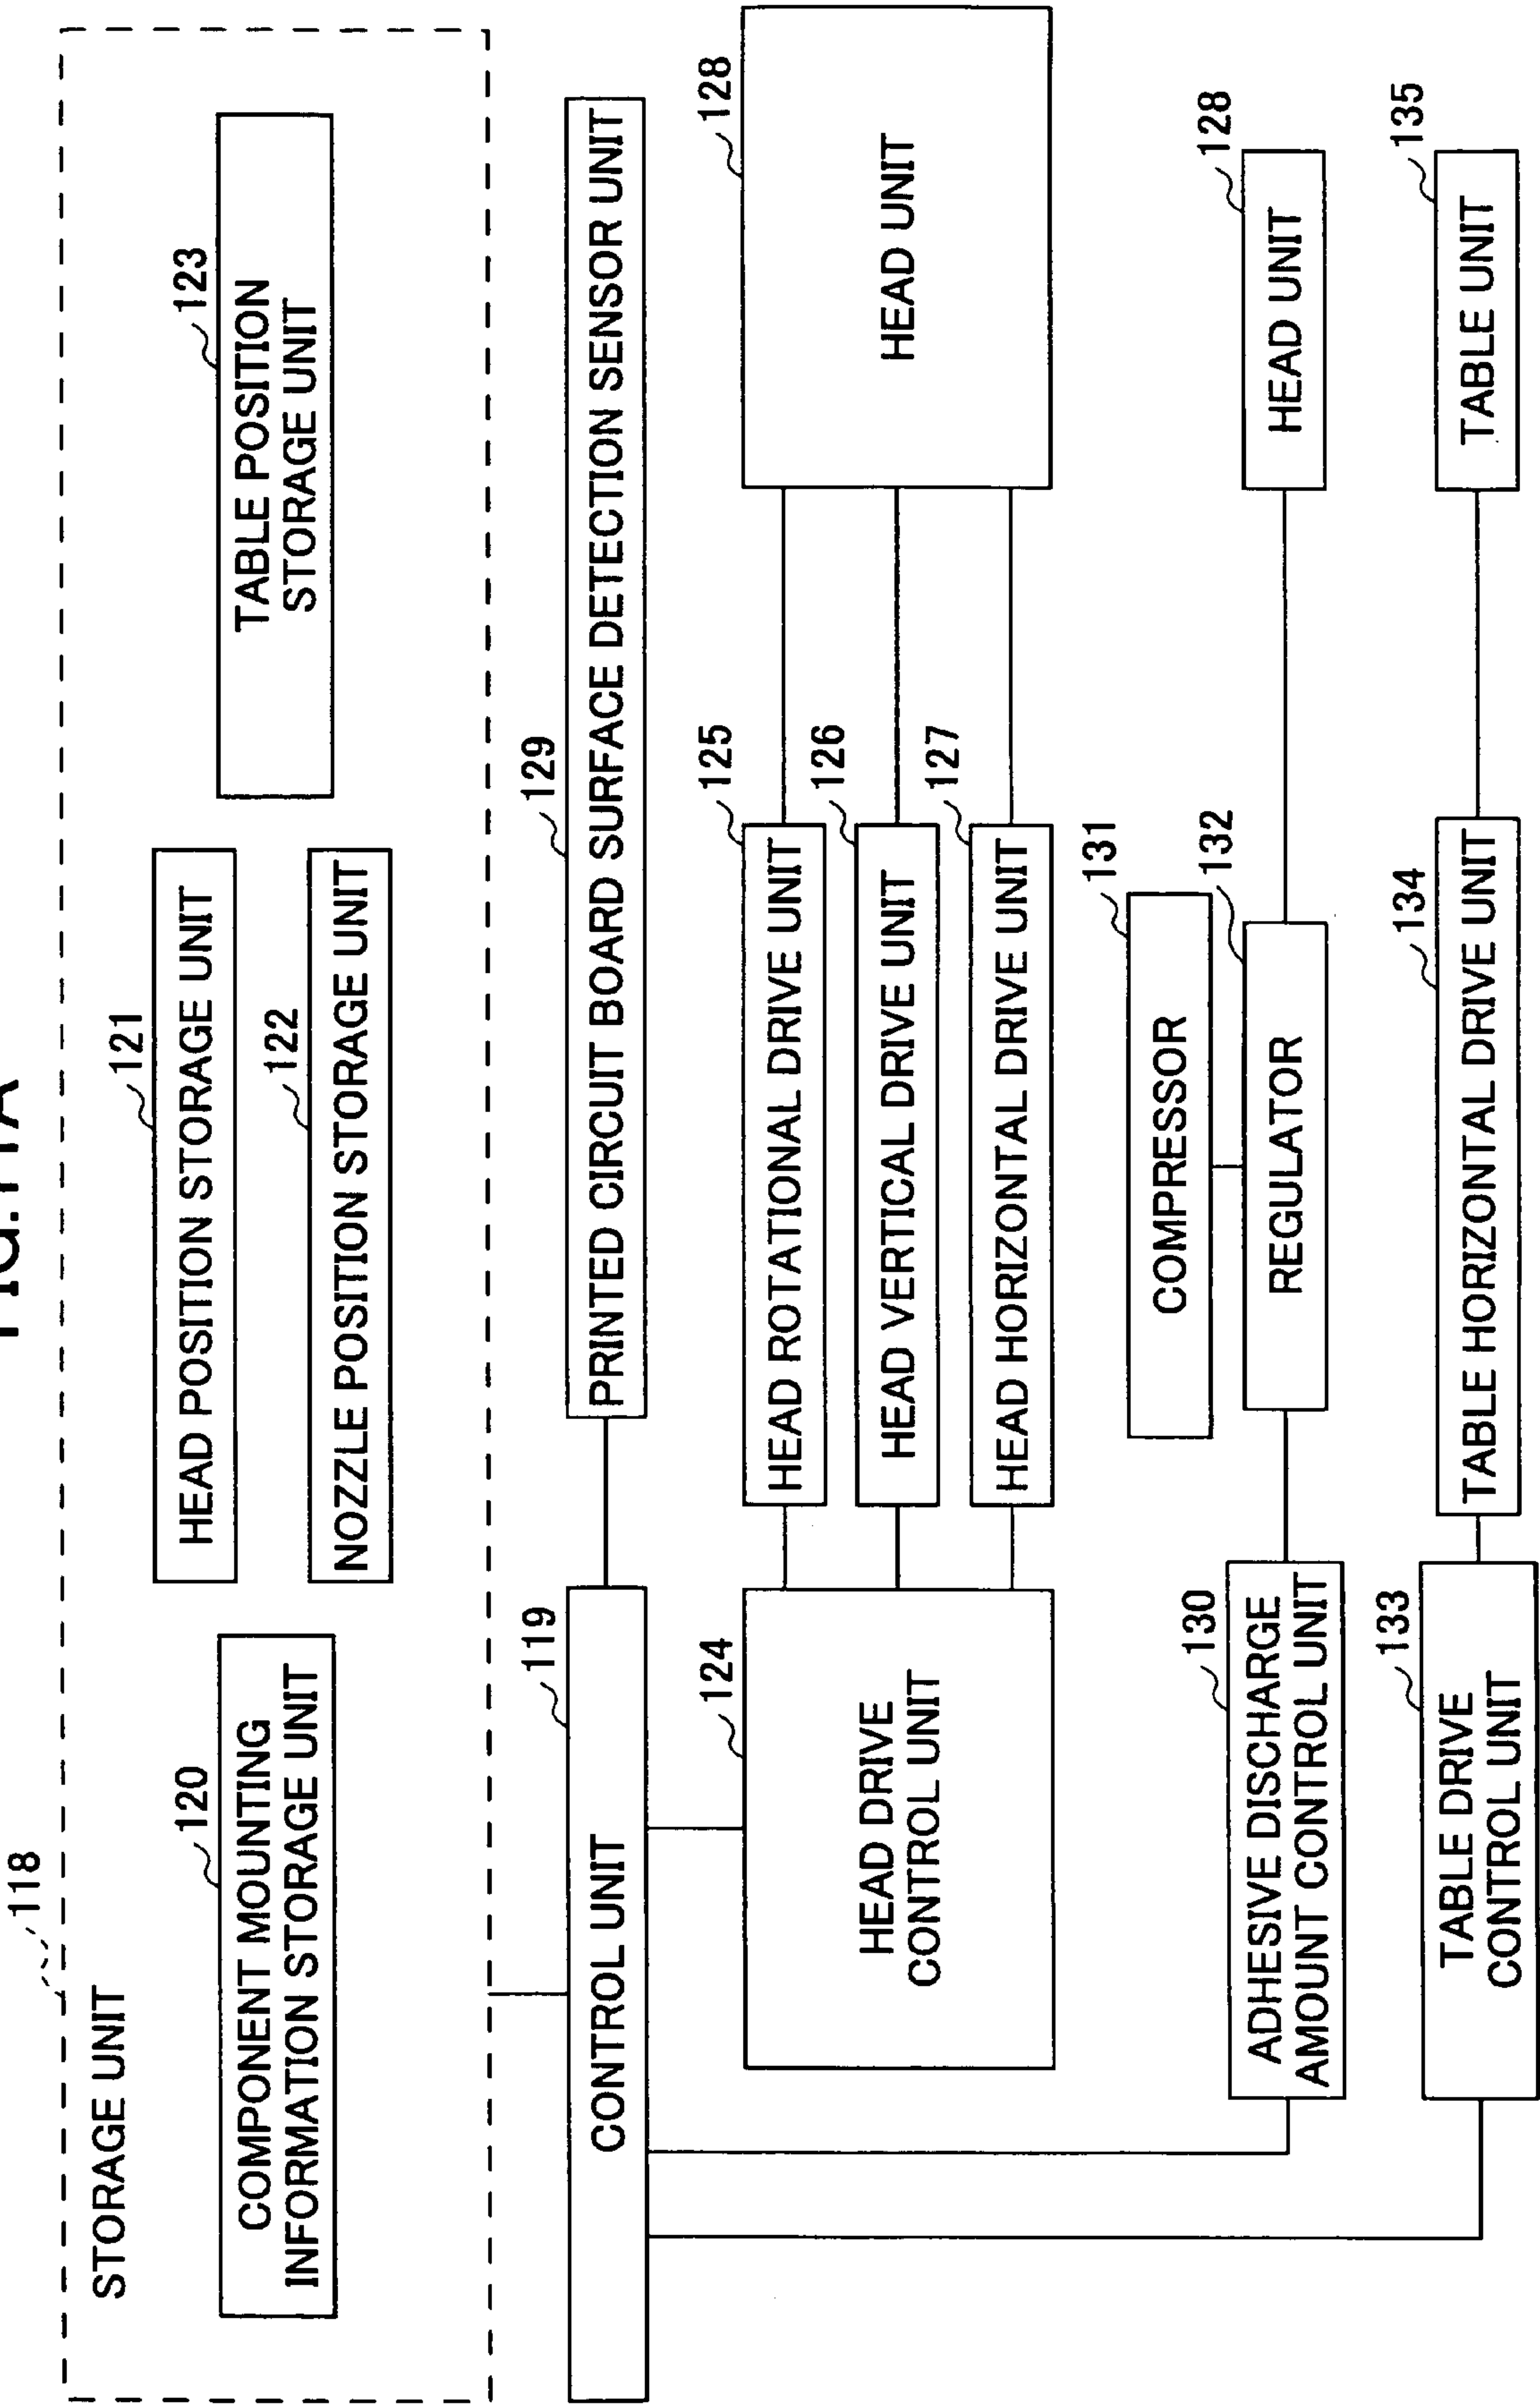 118
STORAGE UNIT
120
COMPONENT MOUNTING
INFORMATION STORAGE UNIT
121
HEAD POSITION STORAGE UNIT
122
NOZZLE POSITION STORAGE UNIT
123
TABLE POSITION
STORAGE UNIT
119
CONTROL UNIT
129
PRINTED CIRCUIT BOARD SURFACE DETECTION SENSOR UNIT
124
HEAD DRIVE
CONTROL UNIT
125
HEAD ROTATIONAL DRIVE UNIT
126
HEAD VERTICAL DRIVE UNIT
127
HEAD HORIZONTAL DRIVE UNIT
128
HEAD UNIT
131
COMPRESSOR
130
ADHESIVE DISCHARGE
AMOUNT CONTROL UNIT
132
REGULATOR
128
HEAD UNIT
133
TABLE DRIVE
CONTROL UNIT
134
TABLE HORIZONTAL DRIVE UNIT
135
TABLE UNIT